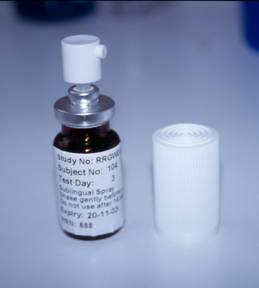 Study No: RRGW
Subject No: 104
Test Day: 3
Sublingual Spray
Shake gently before
Do not use after
Expiry: 20-11-02
888